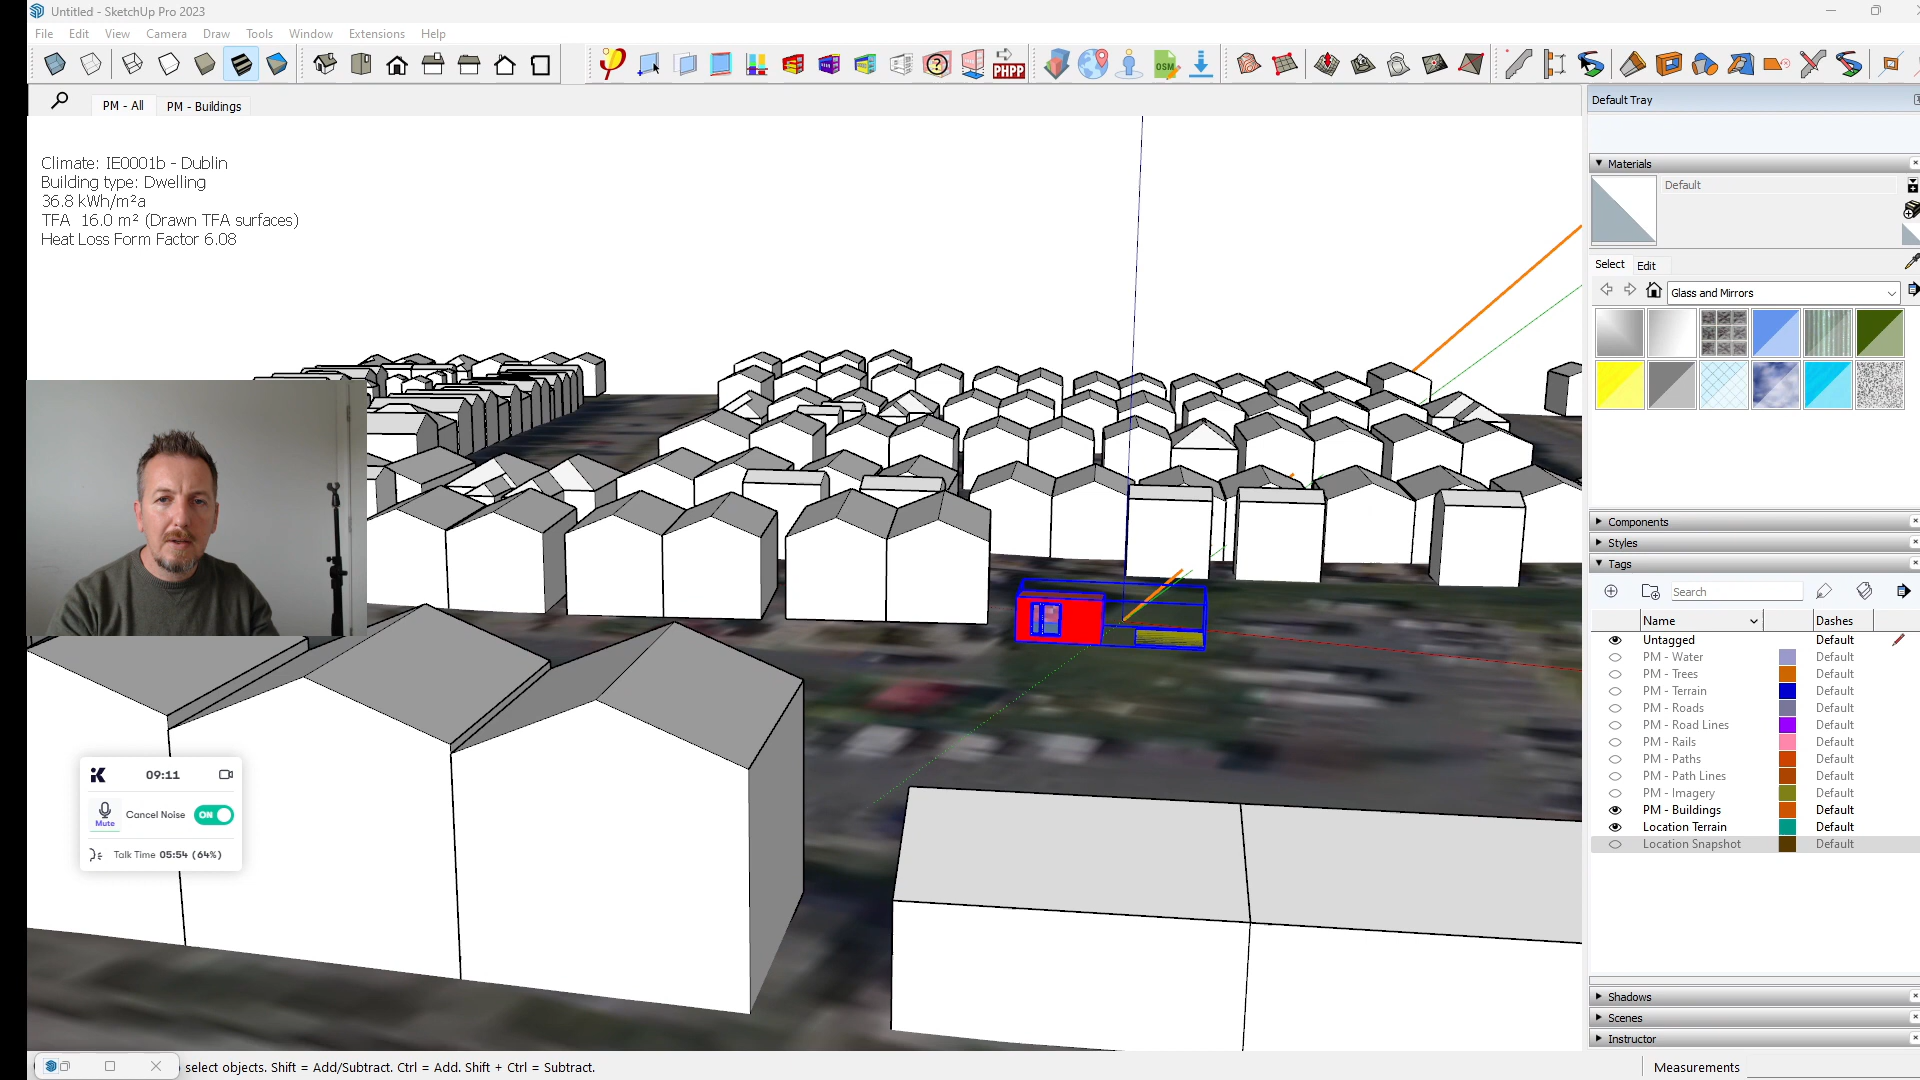 Untitled - SketchUp Pro 2023
File Edit View Camera Draw Tools Window Extensions Help
PHPP
OSM
PM - All PM - Buildings
Default Tray
Climate: IE0001b - Dublin
Building type: Dwelling
36.8 kWh/m²a
TFA 16.0 m² (Drawn TFA surfaces)
Heat Loss Form Factor 6.08
Materials
Default
Select Edit
Glass and Mirrors
Components
Styles
Tags
Search
Name Dashes
Untagged Default
PM - Water Default
PM - Trees Default
PM - Terrain Default
PM - Roads Default
PM - Road Lines Default
PM - Rails Default
PM - Paths Default
PM - Path Lines Default
PM - Imagery Default
PM - Buildings Default
Location Terrain Default
Location Snapshot Default
09:11
Mute
Cancel Noise ON
Talk Time 05:54 (64%)
Shadows
Scenes
Instructor
select objects. Shift = Add/Subtract. Ctrl = Add. Shift + Ctrl = Subtract.
Measurements